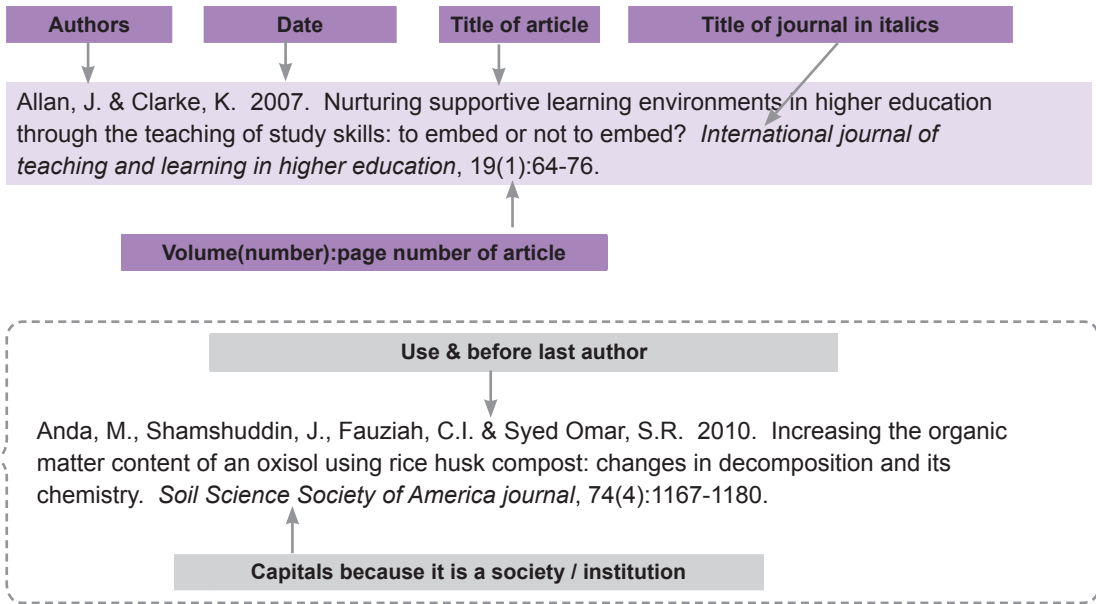 Authors Date Title of article Title of journal in italics
Allan, J. & Clarke, K.  2007.  Nurturing supportive learning environments in higher education
through the teaching of study skills: to embed or not to embed?  International journal of
teaching and learning in higher education, 19(1):64-76.
Volume(number):page number of article
Use & before last author
Anda, M., Shamshuddin, J., Fauziah, C.I. & Syed Omar, S.R.  2010.  Increasing the organic
matter content of an oxisol using rice husk compost: changes in decomposition and its
chemistry.  Soil Science Society of America journal, 74(4):1167-1180.
Capitals because it is a society / institution